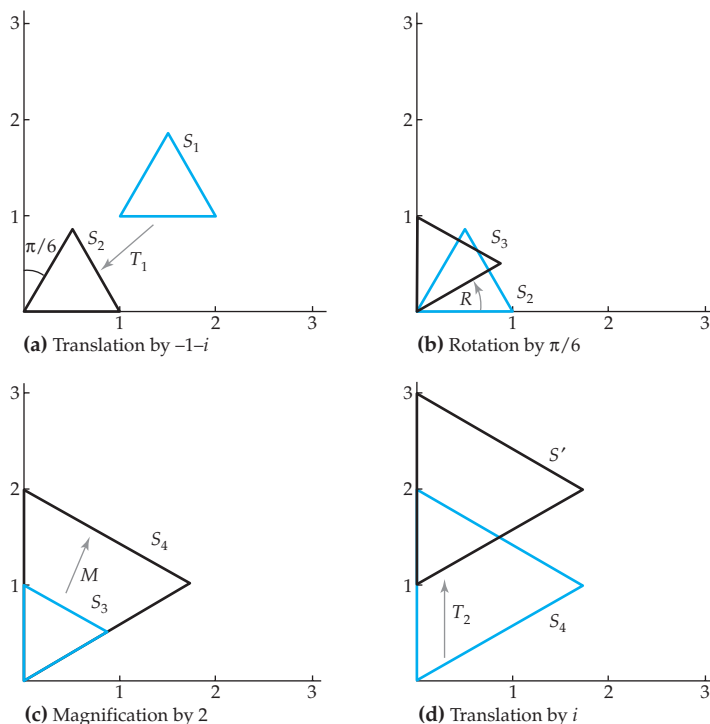 3
2
S₁
1
π/6
S₂
T₁
1
2
3
(a) Translation by –1–i
3
2
1
S₃
R
S₂
1
2
3
(b) Rotation by π/6
3
2
S₄
M
1
S₃
1
2
3
(c) Magnification by 2
3
S′
2
1
T₂
S₄
1
2
3
(d) Translation by i